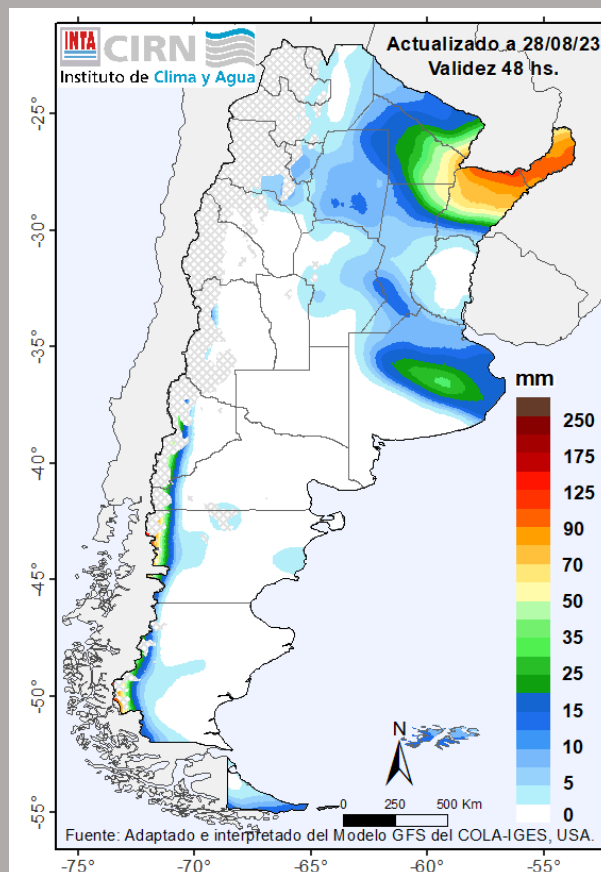 INTA CIRN
Instituto de Clima y Agua
Actualizado a 28/08/23
Validez 48 hs.
-25°
-30°
-35°
-40°
-45°
-50°
-55°
mm
250
175
125
90
70
50
35
25
15
10
5
0
N
0 250 500 Km
Fuente: Adaptado e interpretado del Modelo GFS del COLA-IGES, USA.
-75° -70° -65° -60° -55°